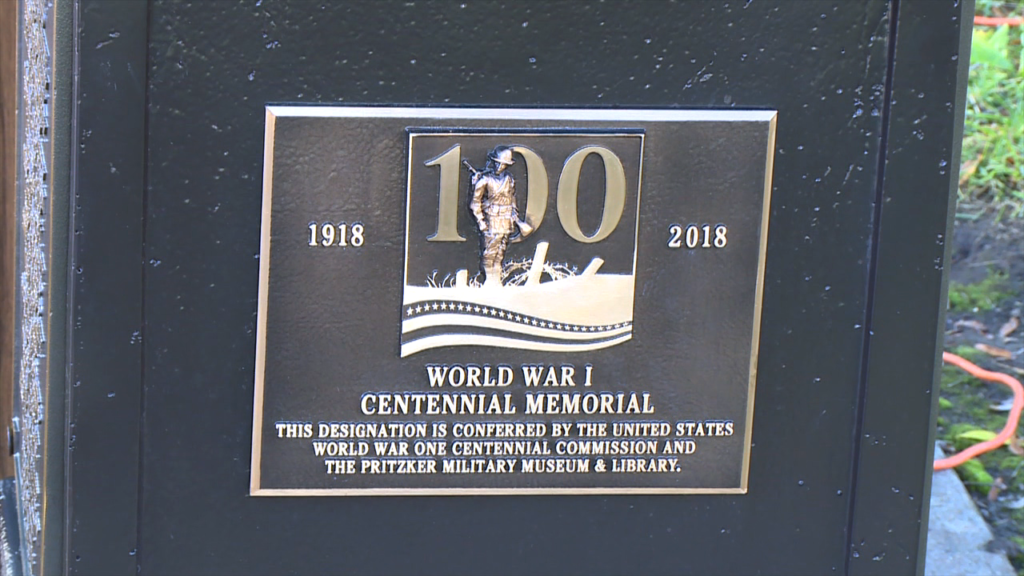 100
1918
2018
WORLD WAR I
CENTENNIAL MEMORIAL
THIS DESIGNATION IS CONFERRED BY THE UNITED STATES
WORLD WAR ONE CENTENNIAL COMMISSION AND
THE PRITZKER MILITARY MUSEUM & LIBRARY.